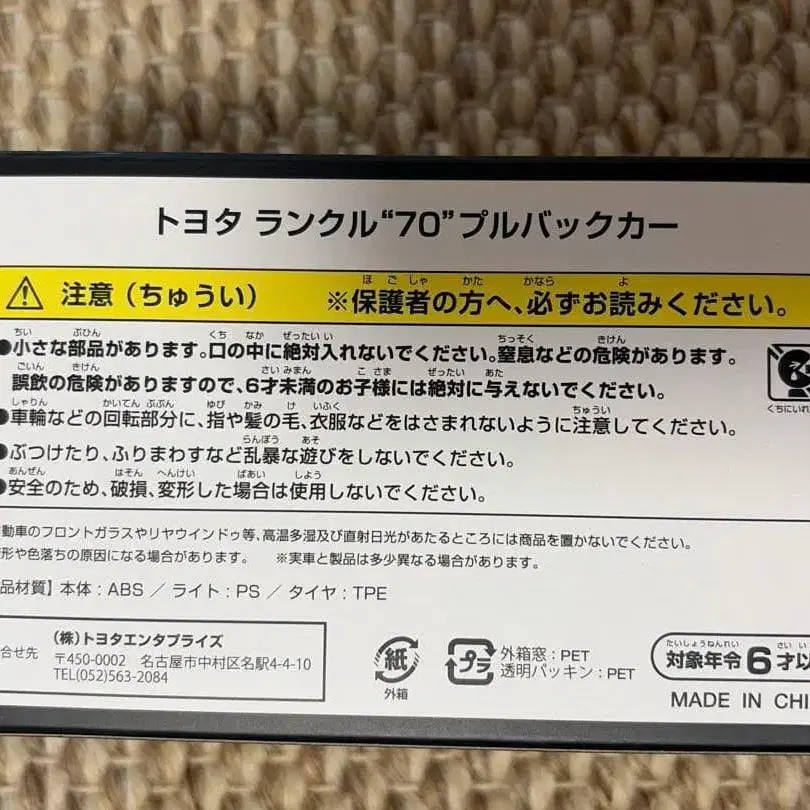 トヨタ ランクル“70”プルバックカー
注意（ちゅうい） ※保護者の方へ、必ずお読みください。
●小さな部品があります。口の中に絶対入れないでください。窒息などの危険があります。
誤飲の危険がありますので、6才未満のお子様には絶対に与えないでください。
●車輪などの回転部分に、指や髪の毛、衣服などをはさまれないように注意してください。
●ぶつけたり、ふりまわすなど乱暴な遊びをしないでください。
●安全のため、破損、変形した場合は使用しないでください。
くちにいれ
動車のフロントガラスやリヤウインドゥ等、高温多湿及び直射日光があたるところには商品を置かないでください。
形や色落ちの原因になる場合があります。 ※実車と製品は多少異なる場合があります。
品材質】本体：ABS ／ ライト：PS ／ タイヤ：TPE
合せ先
（株）トヨタエンタプライズ
〒450-0002 名古屋市中村区名駅4-4-10
TEL(052)563-2084
紙
外箱
プラ
外箱窓：PET
透明パッキン：PET
対象年令6才以
MADE IN CHI